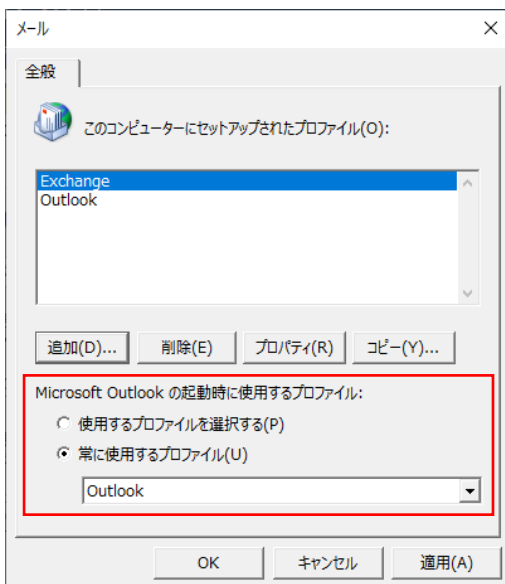 メール
全般
このコンピューターにセットアップされたプロファイル(O):
Exchange
Outlook
追加(D)... 削除(E) プロパティ(R) コピー(Y)...
Microsoft Outlook の起動時に使用するプロファイル:
使用するプロファイルを選択する(P)
常に使用するプロファイル(U)
Outlook
OK キャンセル 適用(A)